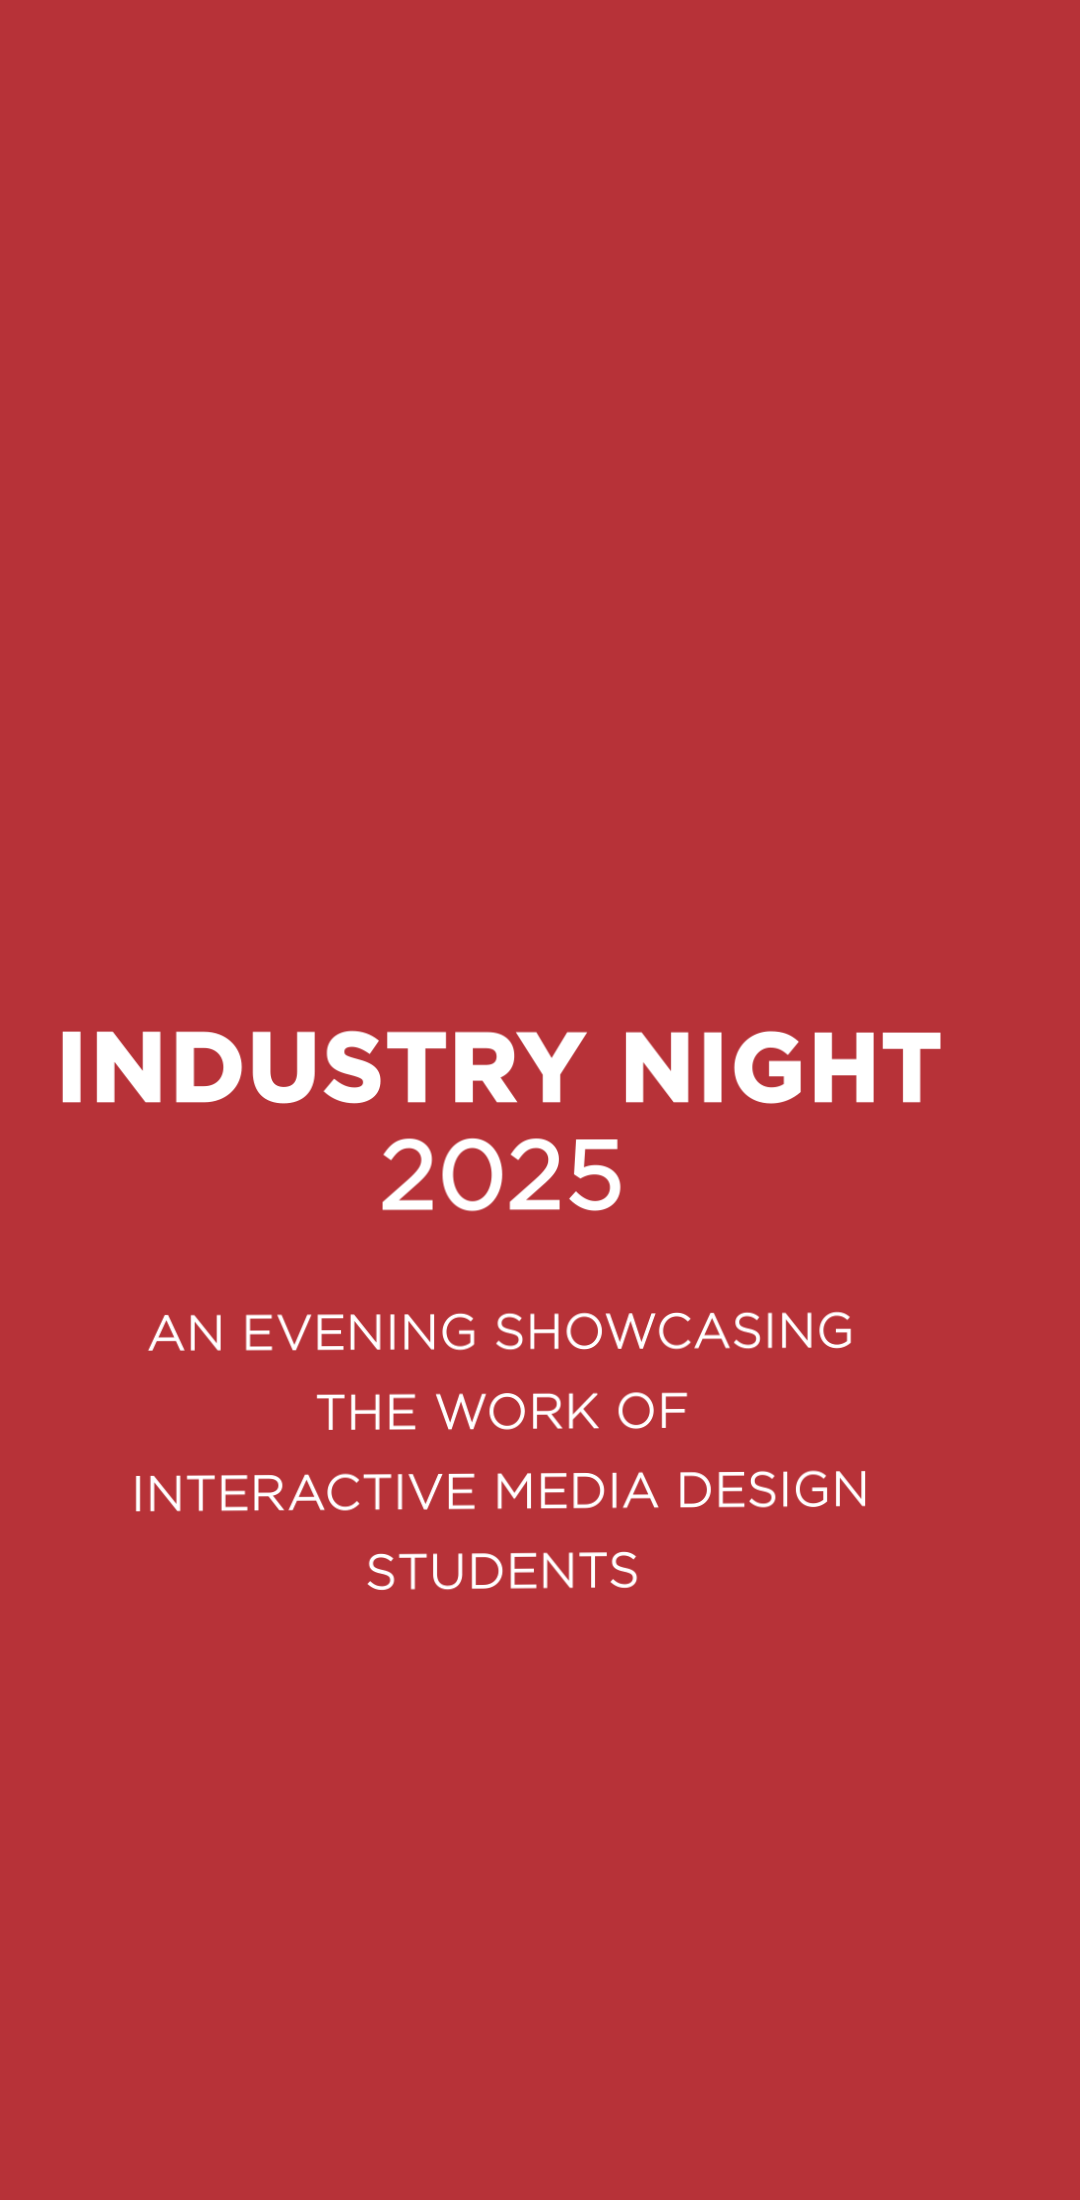 INDUSTRY NIGHT
2025
AN EVENING SHOWCASING
THE WORK OF
INTERACTIVE MEDIA DESIGN
STUDENTS